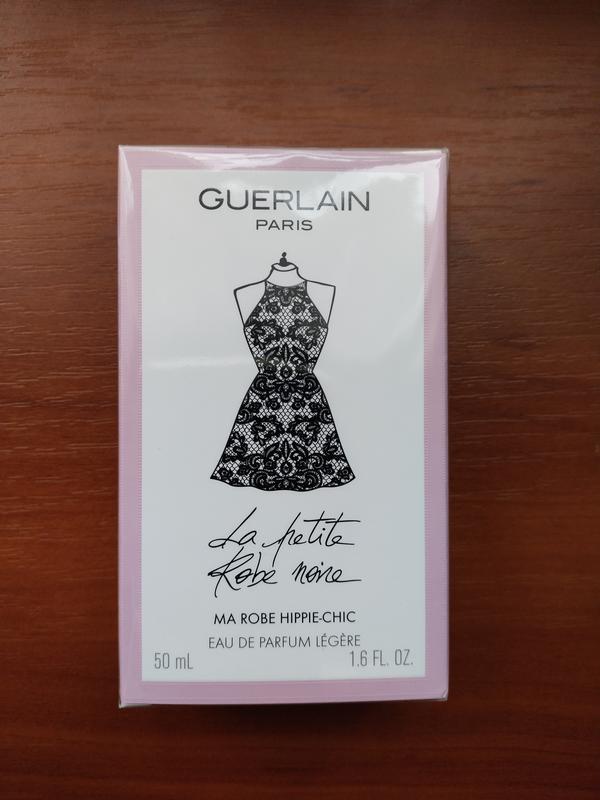 GUERLAIN
PARIS
La petite
Robe noire
MA ROBE HIPPIE-CHIC
EAU DE PARFUM LÉGÈRE
50 mL 1.6 FL. OZ.